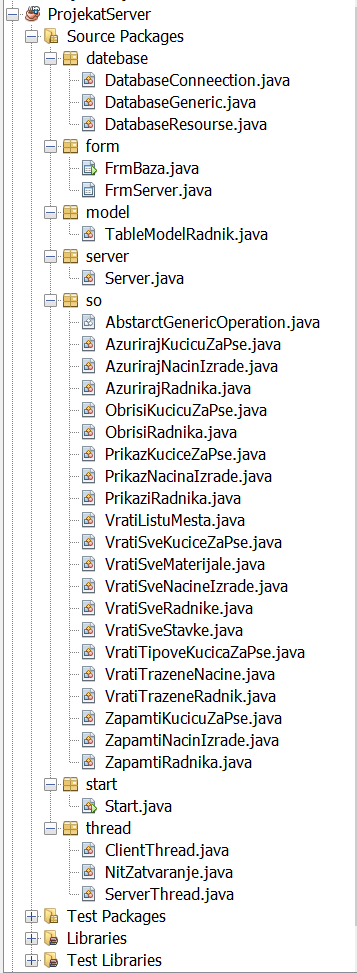 ProjekatServer
Source Packages
datebase
DatabaseConneection.java
DatabaseGeneric.java
DatabaseResourse.java
form
FrmBaza.java
FrmServer.java
model
TableModelRadnik.java
server
Server.java
so
AbstarctGenericOperation.java
AzurirajKucicuZaPse.java
AzurirajNacinIzrade.java
AzurirajRadnika.java
ObrisiKucicuZaPse.java
ObrisiRadnika.java
PrikazKuciceZaPse.java
PrikazNacinaIzrade.java
PrikaziRadnika.java
VratiListuMesta.java
VratiSveKuciceZaPse.java
VratiSveMaterijale.java
VratiSveNacineIzrade.java
VratiSveRadnike.java
VratiSveStavke.java
VratiTipoveKucicaZaPse.java
VratiTrazeneNacine.java
VratiTrazeneRadnik.java
ZapamtiKucicuZaPse.java
ZapamtiNacinIzrade.java
ZapamtiRadnika.java
start
Start.java
thread
ClientThread.java
NitZatvaranje.java
ServerThread.java
Test Packages
Libraries
Test Libraries